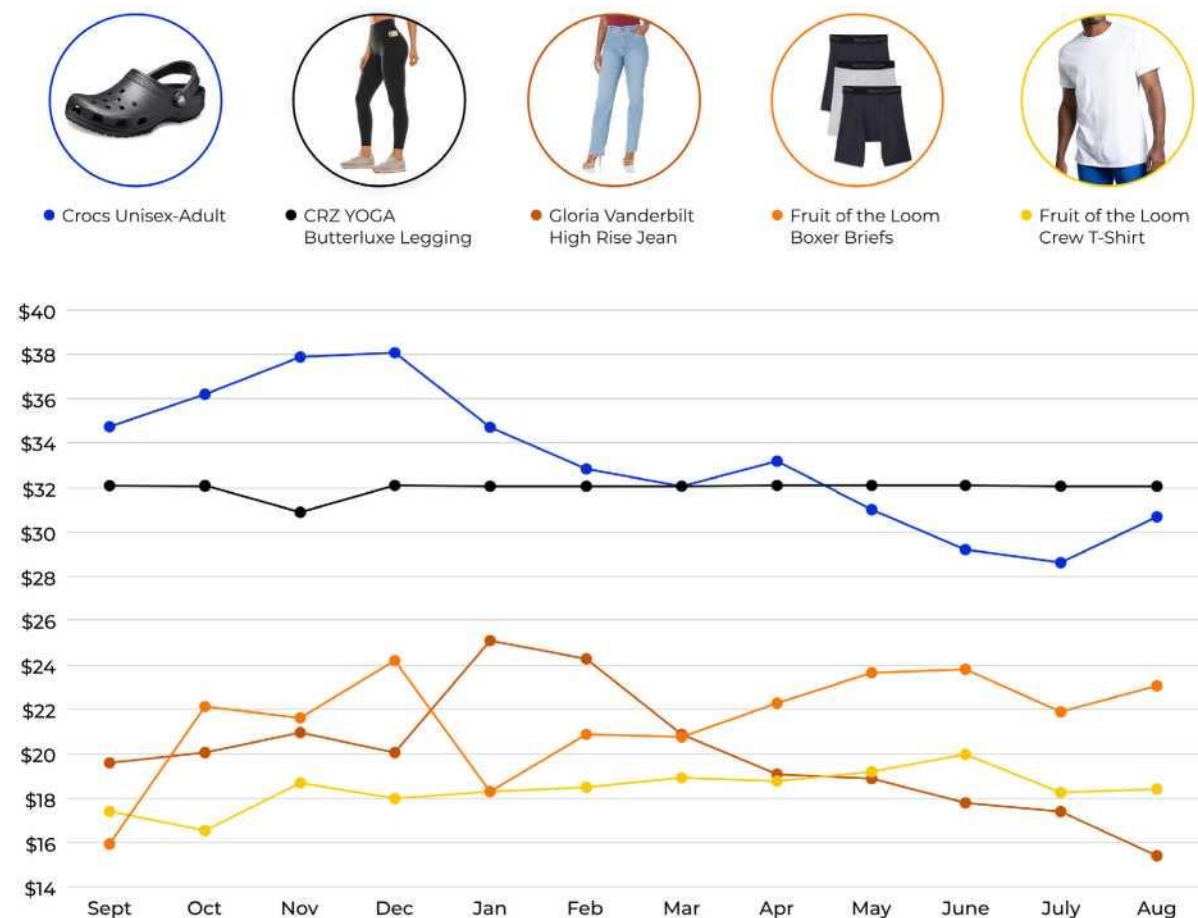 Crocs Unisex-Adult
CRZ YOGA
Butterluxe Legging
Gloria Vanderbilt
High Rise Jean
Fruit of the Loom
Boxer Briefs
Fruit of the Loom
Crew T-Shirt
$40
$38
$36
$34
$32
$30
$28
$26
$24
$22
$20
$18
$16
$14
Sept Oct Nov Dec Jan Feb Mar Apr May June July Aug